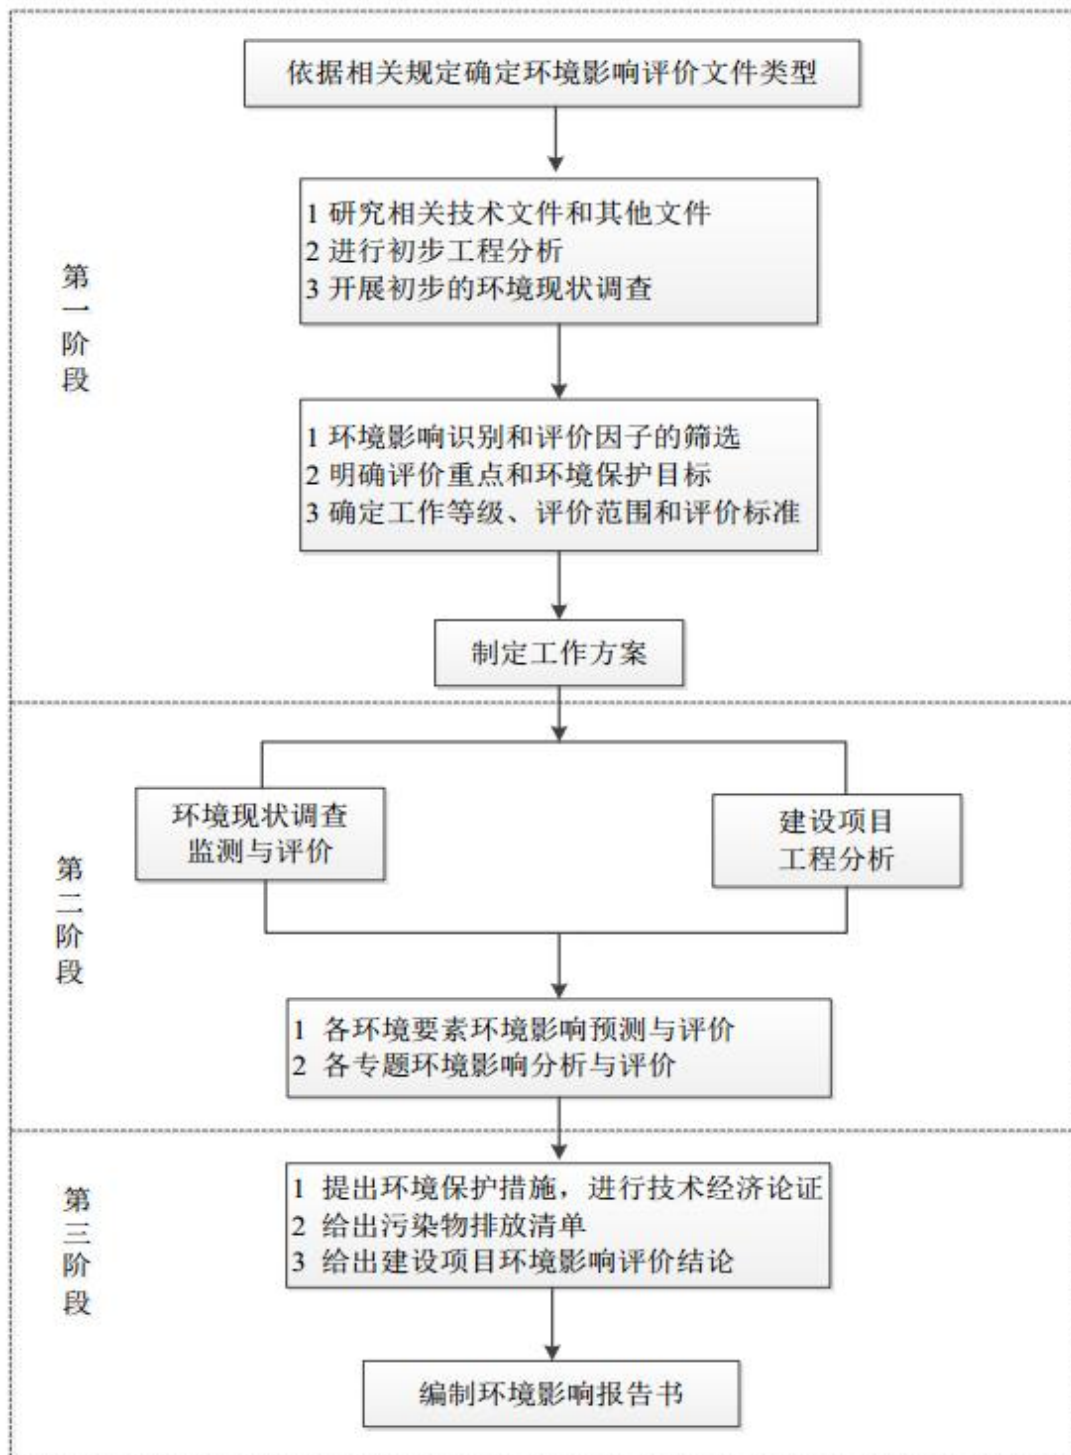 依据相关规定确定环境影响评价文件类型
1 研究相关技术文件和其他文件
2 进行初步工程分析
3 开展初步的环境现状调查
第一阶段
1 环境影响识别和评价因子的筛选
2 明确评价重点和环境保护目标
3 确定工作等级、评价范围和评价标准
制定工作方案
环境现状调查
监测与评价
建设项目
工程分析
第二阶段
1 各环境要素环境影响预测与评价
2 各专题环境影响分析与评价
第三阶段
1 提出环境保护措施，进行技术经济论证
2 给出污染物排放清单
3 给出建设项目环境影响评价结论
编制环境影响报告书